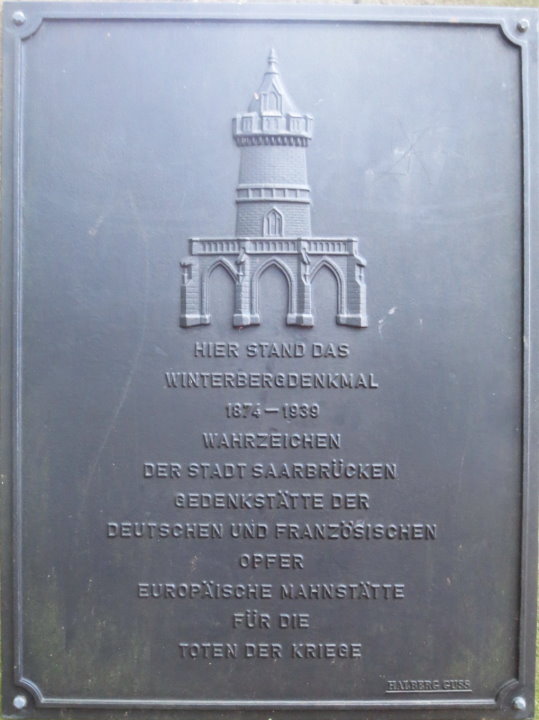 HIER STAND DAS
WINTERBERGDENKMAL
1874–1939
WAHRZEICHEN
DER STADT SAARBRÜCKEN
GEDENKSTÄTTE DER
DEUTSCHEN UND FRANZÖSISCHEN
OPFER
EUROPÄISCHE MAHNSTÄTTE
FÜR DIE
TOTEN DER KRIEGE
HALBERG GUSS